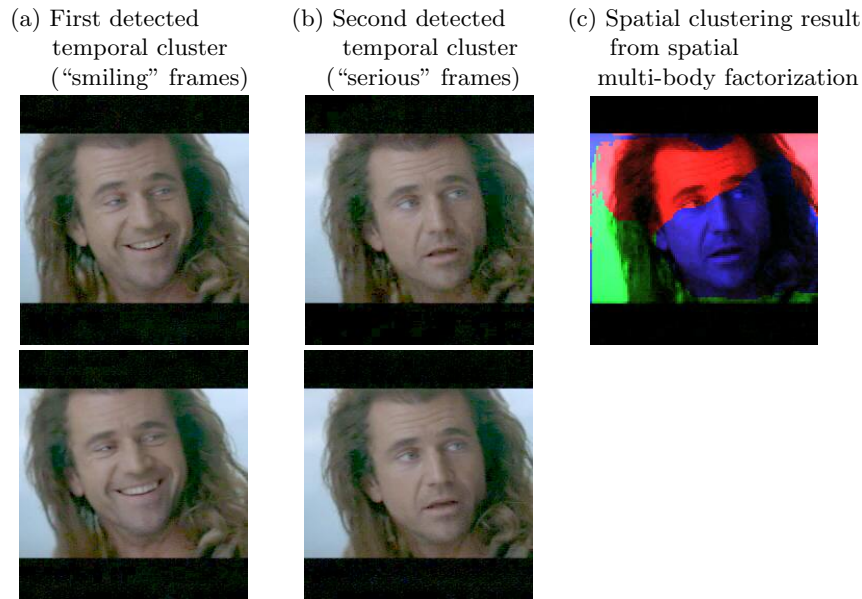 (a) First detected
temporal cluster
(“smiling” frames)
(b) Second detected
temporal cluster
(“serious” frames)
(c) Spatial clustering result
from spatial
multi-body factorization